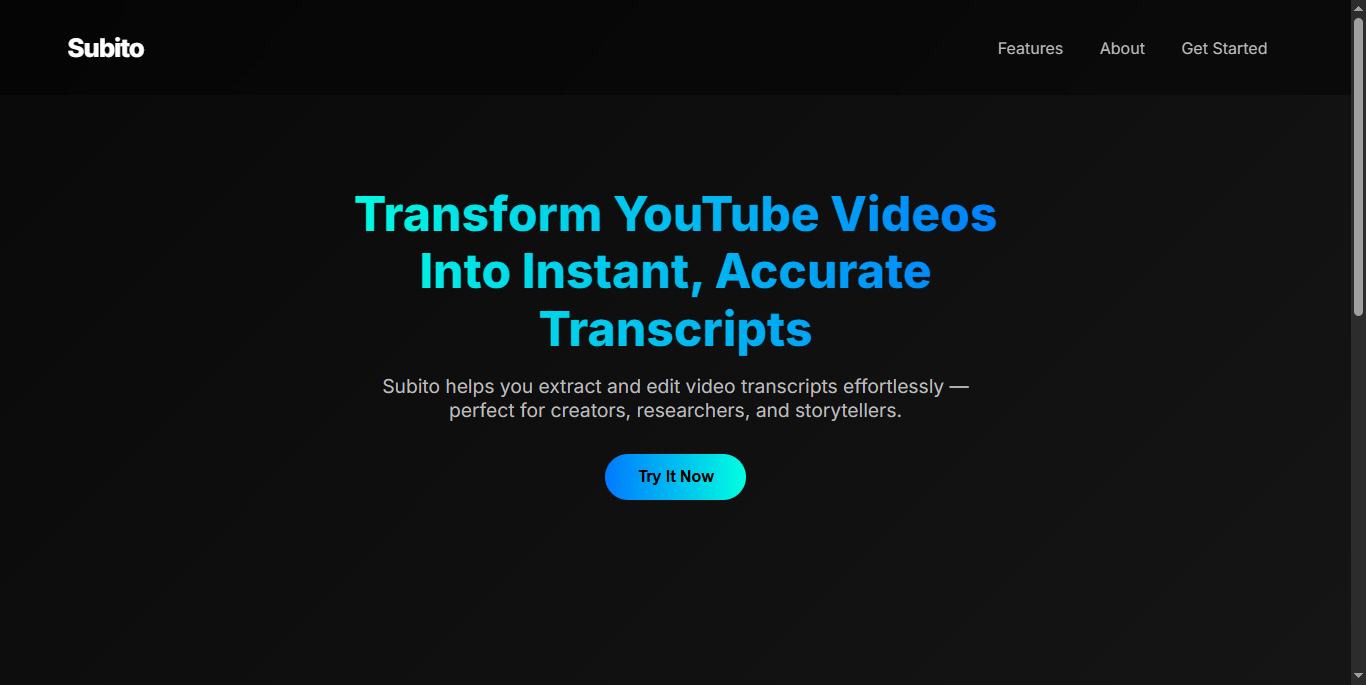 Subito
Features About Get Started
Transform YouTube Videos
Into Instant, Accurate
Transcripts
Subito helps you extract and edit video transcripts effortlessly —
perfect for creators, researchers, and storytellers.
Try It Now